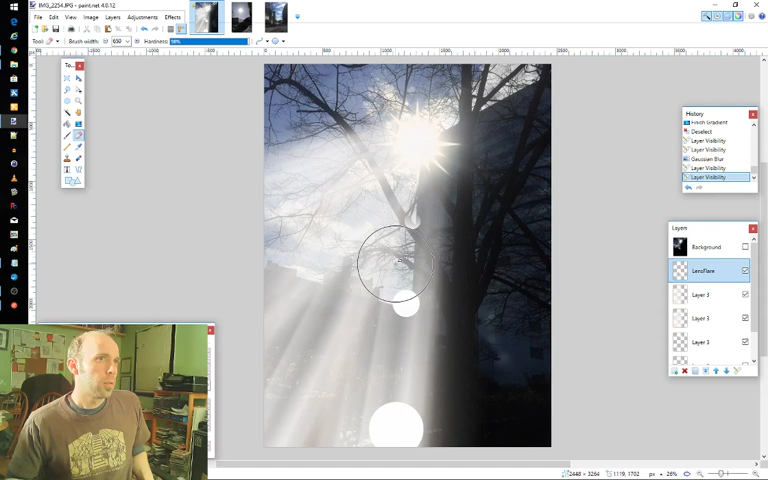 IMG_2254.JPG - paint.net 4.0.12
File Edit View Image Layers Adjustments Effects
Tool: Brush width: 650 Hardness: 98%
History
Finish Gradient
Deselect
Layer Visibility
Layer Visibility
Gaussian Blur
Layer Visibility
Layer Visibility
Layers
Background
LensFlare
Layer 3
Layer 3
Layer 3
2448 × 3264 1119, 1702 px 26%